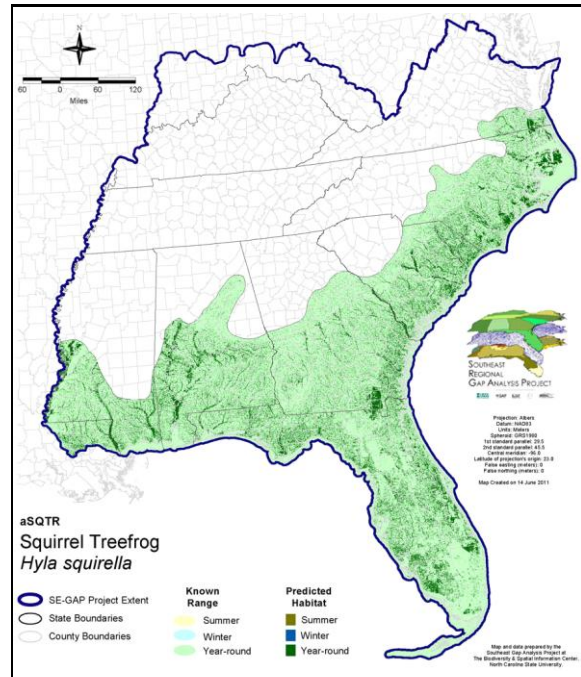 N
60 0 60 120
Miles
SOUTHEAST
REGIONAL
GAP ANALYSIS PROJECT
Projection: Albers
Datum: NAD83
Units: Meters
Spheroid: GRS1980
1st standard parallel: 29.5
2nd standard parallel: 45.5
Central meridian: -96.0
Latitude of projection's origin: 23.0
False easting (meters): 0
False northing (meters): 0
Map Created on 14 June 2011
aSQTR
Squirrel Treefrog
Hyla squirella
SE-GAP Project Extent
State Boundaries
County Boundaries
Known
Range
Summer
Winter
Year-round
Predicted
Habitat
Summer
Winter
Year-round
Map and data prepared by the
Southeast Gap Analysis Project at
The Biodiversity & Spatial Information Center,
North Carolina State University.